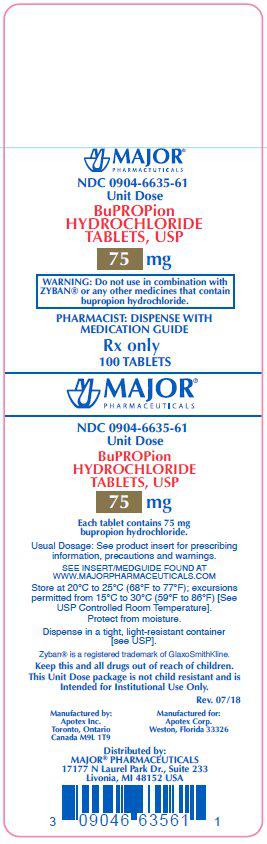 MAJOR®
PHARMACEUTICALS
NDC 0904-6635-61
Unit Dose
BuPROPion
HYDROCHLORIDE
TABLETS, USP
75 mg
WARNING: Do not use in combination with
ZYBAN® or any other medicines that contain
bupropion hydrochloride.
PHARMACIST: DISPENSE WITH
MEDICATION GUIDE
Rx only
100 TABLETS
MAJOR®
PHARMACEUTICALS
NDC 0904-6635-61
Unit Dose
BuPROPion
HYDROCHLORIDE
TABLETS, USP
75 mg
Each tablet contains 75 mg
bupropion hydrochloride.
Usual Dosage: See product insert for prescribing
information, precautions and warnings.
SEE INSERT/MEDGUIDE FOUND AT
WWW.MAJORPHARMACEUTICALS.COM
Store at 20°C to 25°C (68°F to 77°F); excursions
permitted from 15°C to 30°C (59°F to 86°F) [See
USP Controlled Room Temperature].
Protect from moisture.
Dispense in a tight, light-resistant container
[see USP].
Zyban® is a registered trademark of GlaxoSmithKline.
Keep this and all drugs out of reach of children.
This Unit Dose package is not child resistant and is
Intended for Institutional Use Only.
Rev. 07/18
Manufactured by:
Apotex Inc.
Toronto, Ontario
Canada M9L 1T9
Manufactured for:
Apotex Corp.
Weston, Florida 33326
Distributed by:
MAJOR® PHARMACEUTICALS
17177 N Laurel Park Dr., Suite 233
Livonia, MI 48152 USA
3 09046 63561 1